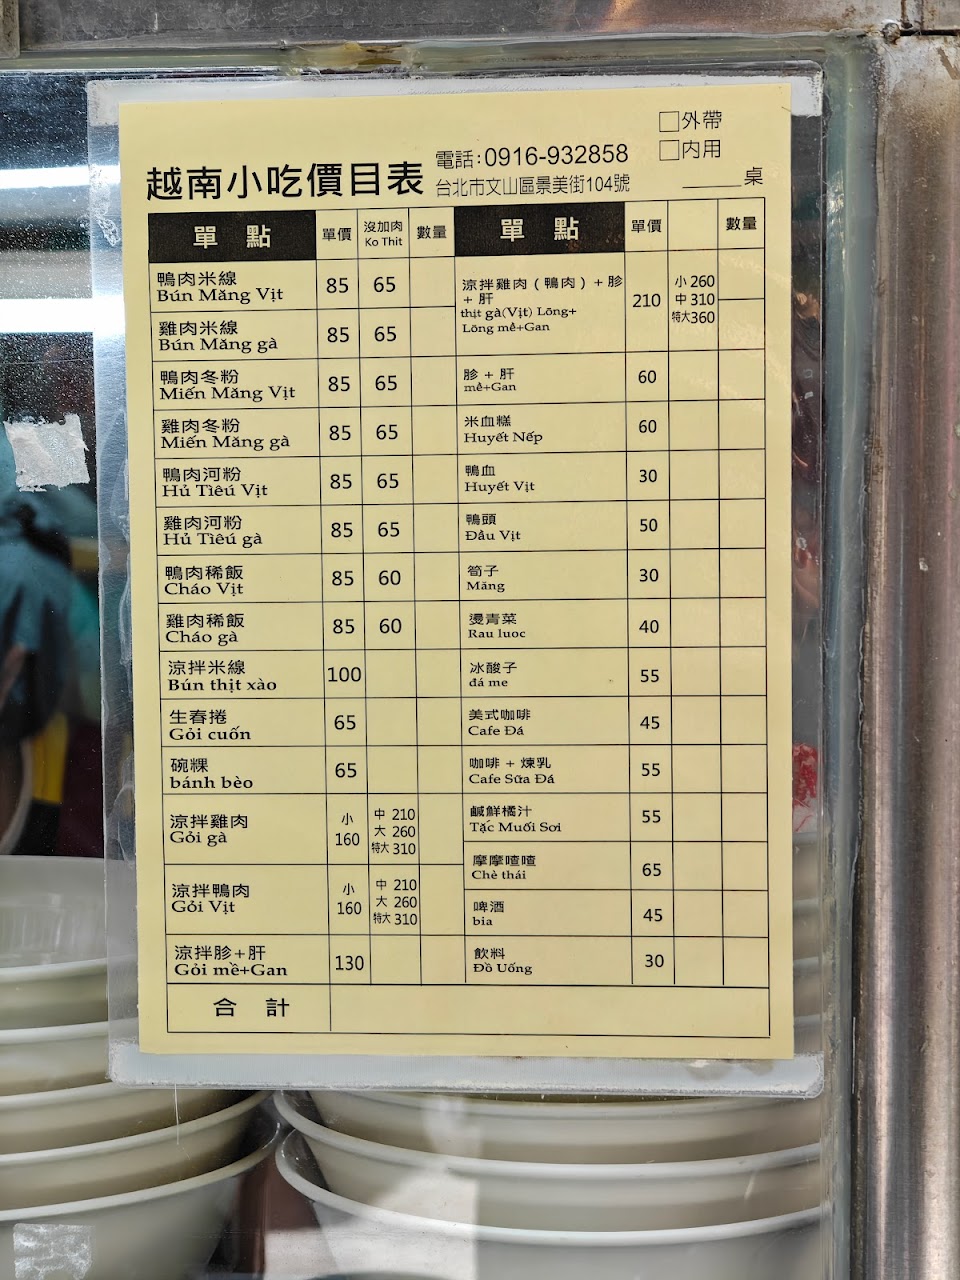 □外帶
□內用
電話:0916-932858
越南小吃價目表
台北市文山區景美街104號
______桌
單 點 單價 沒加肉 Ko Thit 數量
鴨肉米線 85 65
Bún Măng Vịt
雞肉米線 85 65
Bún Măng gà
鴨肉冬粉 85 65
Miến Măng Vịt
雞肉冬粉 85 65
Miến Măng gà
鴨肉河粉 85 65
Hủ Tiêú Vịt
雞肉河粉 85 65
Hủ Tiêú gà
鴨肉稀飯 85 60
Cháo Vịt
雞肉稀飯 85 60
Cháo gà
涼拌米線 100
Bún thịt xào
生春捲 65
Gỏi cuốn
碗粿 65
bánh bèo
涼拌雞肉 小 160 中 210 大 260 特大 310
Gỏi gà
涼拌鴨肉 小 160 中 210 大 260 特大 310
Gỏi Vịt
涼拌胗+肝 130
Gỏi mề+Gan
合 計
單 點 單價 數量
涼拌雞肉(鴨肉)+胗 210 小 260 中 310 特大 360
+肝
thịt gà(Vịt) Lõng+
Lõng mề+Gan
胗+肝 60
mề+Gan
米血糕 60
Huyết Nếp
鴨血 30
Huyết Vịt
鴨頭 50
Đầu Vịt
筍子 30
Măng
燙青菜 40
Rau luoc
冰酸子 55
đá me
美式咖啡 45
Cafe Đá
咖啡+煉乳 55
Cafe Sữa Đá
鹹鮮橘汁 55
Tặc Muối Sơi
摩摩喳喳 65
Chè thái
啤酒 45
bia
飲料 30
Đồ Uống